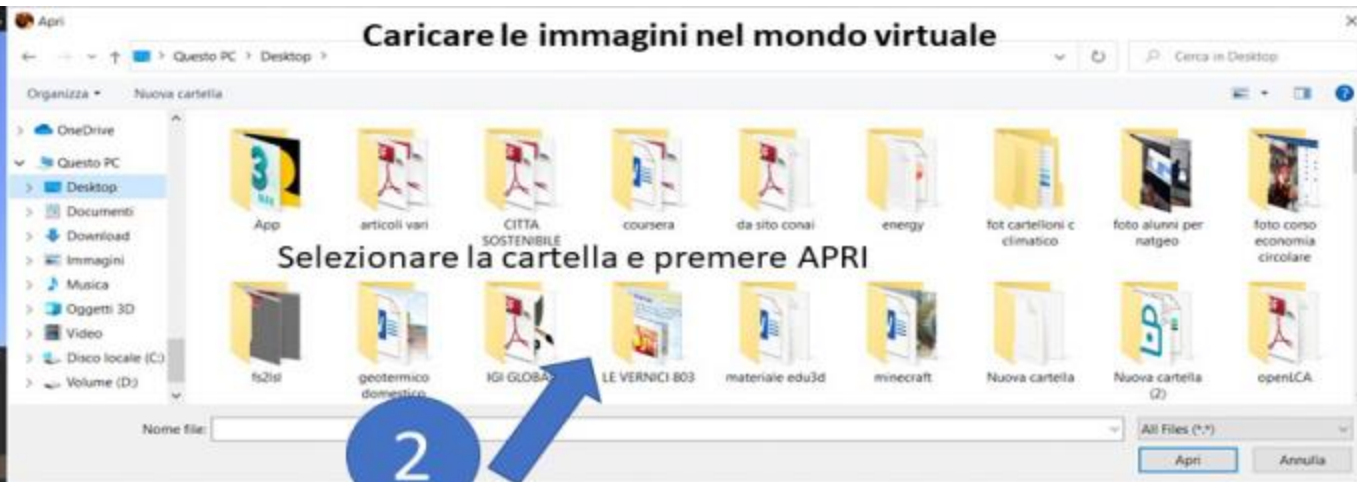 Apri
Caricare le immagini nel mondo virtuale
Questo PC > Desktop >
Cerca in Desktop
Organizza
Nuova cartella
OneDrive
Questo PC
Desktop
Documenti
Download
Immagini
Musica
Oggetti 3D
Video
Disco locale (C:)
Volume (D:)
App
articoli vari
CITTA
SOSTENIBILE
coursera
da sito conai
energy
fot cartelloni c
climatico
foto alunni per
natgeo
foto corso
economia
circolare
Selezionare la cartella e premere APRI
fs2lsl
geotermico
domestico
IGI GLOBA
LE VERNICI 803
materiale edu3d
minecraft
Nuova cartella
Nuova cartella
(2)
openLCA
Nome file:
All Files (*.*)
2
Apri
Annulla